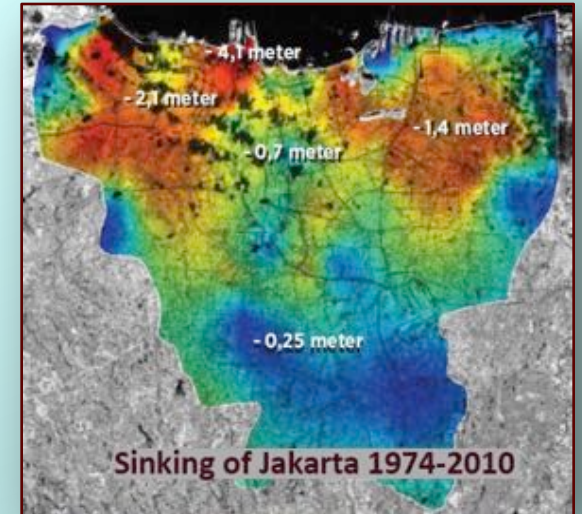 - 4,1 meter
- 2,1 meter
- 1,4 meter
- 0,7 meter
- 0,25 meter
Sinking of Jakarta 1974-2010